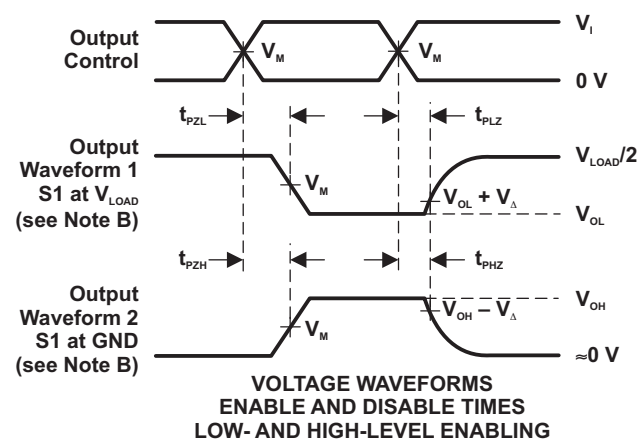 Output
Control
V_M
V_M
V_I
0 V
t_PZL
t_PLZ
Output
Waveform 1
S1 at V_LOAD
(see Note B)
V_M
V_OL + V_Δ
V_LOAD/2
V_OL
t_PZH
t_PHZ
Output
Waveform 2
S1 at GND
(see Note B)
V_M
V_OH − V_Δ
V_OH
≈0 V
VOLTAGE WAVEFORMS
ENABLE AND DISABLE TIMES
LOW- AND HIGH-LEVEL ENABLING